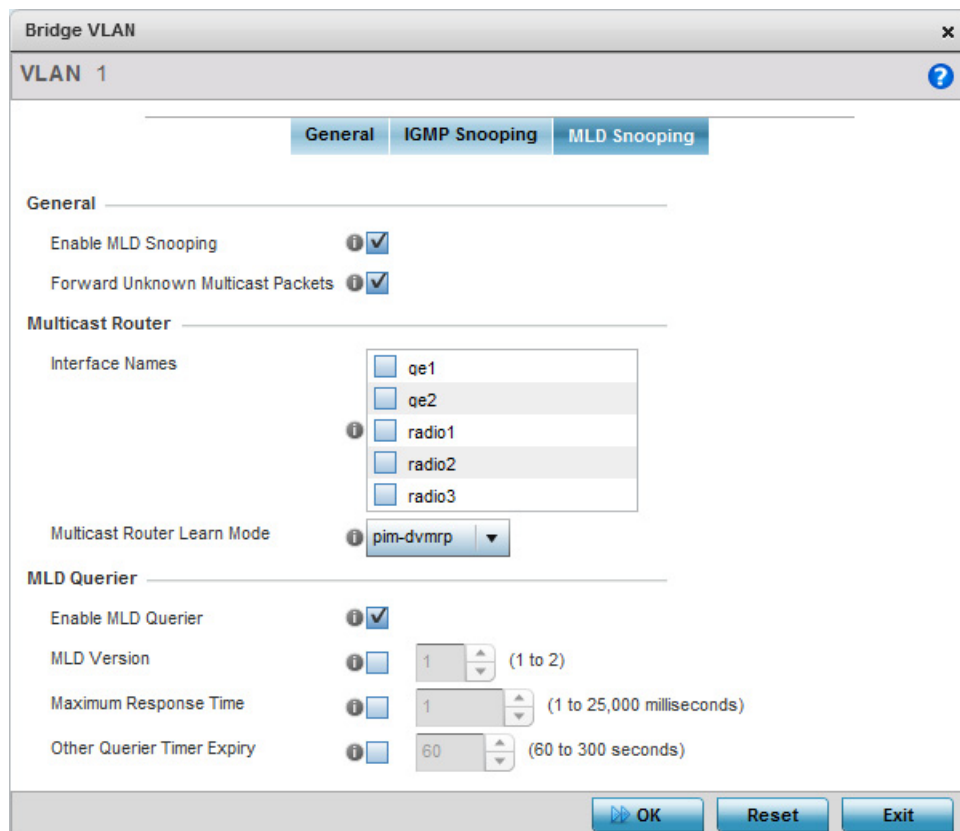 Bridge VLAN
VLAN 1
General IGMP Snooping MLD Snooping
General
Enable MLD Snooping
Forward Unknown Multicast Packets
Multicast Router
Interface Names
ge1
ge2
radio1
radio2
radio3
Multicast Router Learn Mode pim-dvmrp
MLD Querier
Enable MLD Querier
MLD Version 1 (1 to 2)
Maximum Response Time 1 (1 to 25,000 milliseconds)
Other Querier Timer Expiry 60 (60 to 300 seconds)
OK Reset Exit